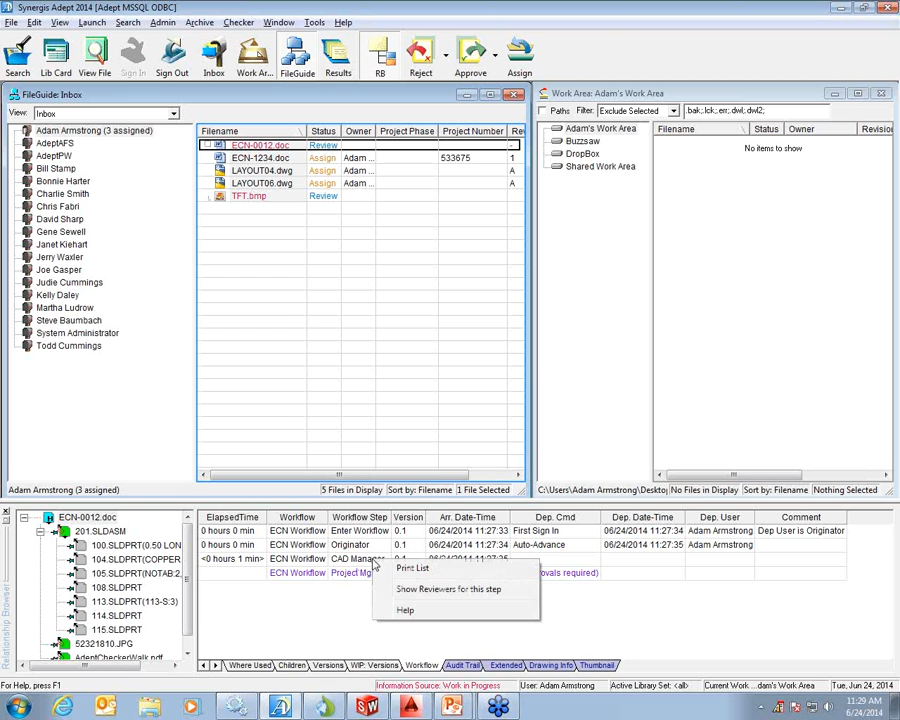 Synergis Adept 2014 [Adept MSSQL ODBC]
File Edit View Launch Search Admin Archive Checker Window Tools Help
Search Lib Card View File Sign In Sign Out Inbox Work Ar... FileGuide Results RB Reject Approve Assign
FileGuide: Inbox
View: Inbox
Adam Armstrong (3 assigned)
AdeptAFS
AdeptPW
Bill Stamp
Bonnie Harter
Charlie Smith
Chris Fabri
David Sharp
Gene Sewell
Janet Kiehart
Jerry Waxler
Joe Gasper
Judie Cummings
Kelly Daley
Martha Ludrow
Steve Baumbach
System Administrator
Todd Cummings
Filename Status Owner Project Phase Project Number Re
ECN-0012.doc Review -
ECN-1234.doc Assign Adam ... 533675 1
LAYOUT04.dwg Assign Adam ... A
LAYOUT06.dwg Assign Adam ... A
TFT.bmp Review
Adam Armstrong (3 assigned) 5 Files in Display Sort by: Filename 1 File Selected
Work Area: Adam's Work Area
Paths Filter: Exclude Selected .bak;.lck;.err;.dwl;.dwl2;
Adam's Work Area
Buzzsaw
DropBox
Shared Work Area
Filename Status Owner Revision
No items to show
C:\Users\Adam Armstrong\Desktop No Files in Display Sort by: Filename Nothing Selected
Relationship Browser
ECN-0012.doc
201.SLDASM
100.SLDPRT(0.50 LON
104.SLDPRT(COPPER
105.SLDPRT(NOTAB:2,
108.SLDPRT
113.SLDPRT(113-S:3)
114.SLDPRT
115.SLDPRT
52321810.JPG
AdeptCheckerWalk.pdf
ElapsedTime Workflow Workflow Step Version Arr. Date-Time Dep. Cmd Dep. Date-Time Dep. User Comment
0 hours 0 min ECN Workflow Enter Workflow 0.1 06/24/2014 11:27:33 First Sign In 06/24/2014 11:27:34 Adam Armstrong Dep User is Originator
0 hours 0 min ECN Workflow Originator 0.1 06/24/2014 11:27:34 Auto-Advance 06/24/2014 11:27:35 Adam Armstrong
<0 hours 1 min> ECN Workflow CAD Manager 0.1 06/24/2014 11:27:35
ECN Workflow Project Mg ovals required)
Print List
Show Reviewers for this step
Help
Where Used Children Versions WIP: Versions Workflow Audit Trail Extended Drawing Info Thumbnail
For Help, press F1 Information Source: Work in Progress User: Adam Armstrong Active Library Set: <all> Current Work ...dam's Work Area Tue, Jun 24, 2014
11:29 AM
6/24/2014